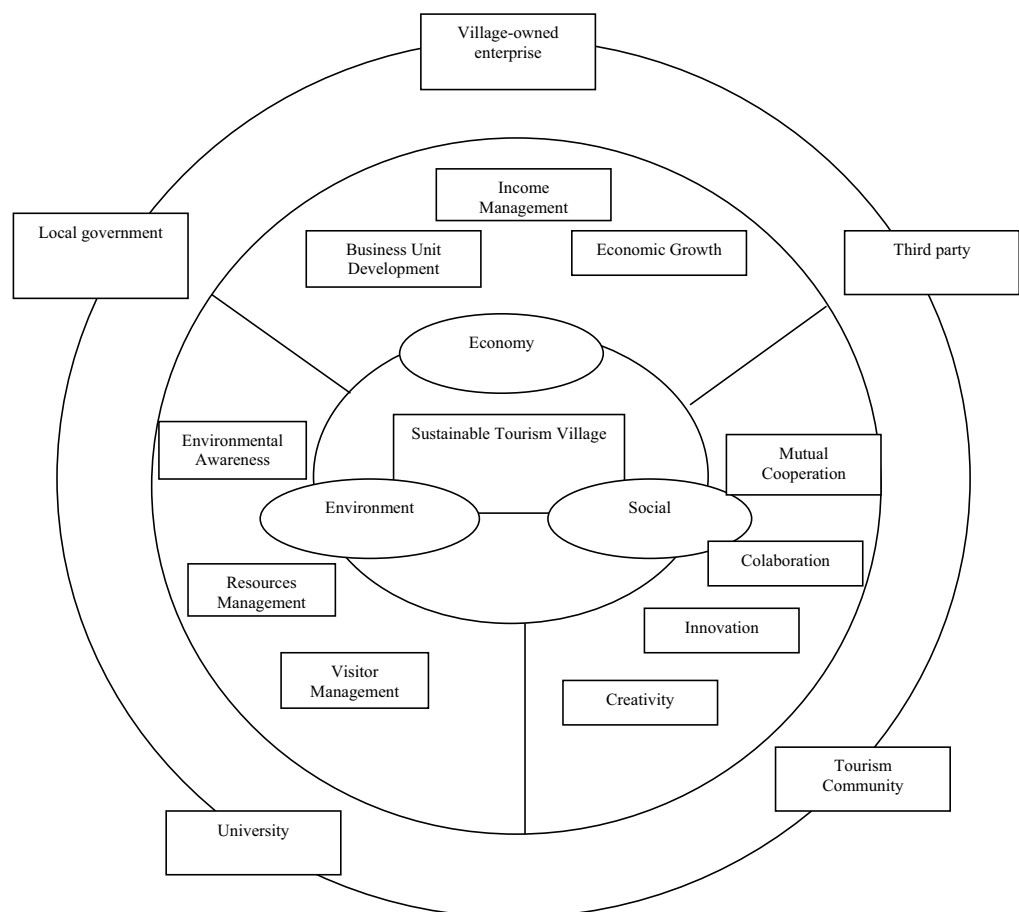 Village-owned
enterprise
Income
Management
Local government
Business Unit
Development
Economic Growth
Third party
Economy
Sustainable Tourism Village
Environmental
Awareness
Mutual
Cooperation
Environment
Social
Colaboration
Resources
Management
Innovation
Visitor
Management
Creativity
Tourism
Community
University